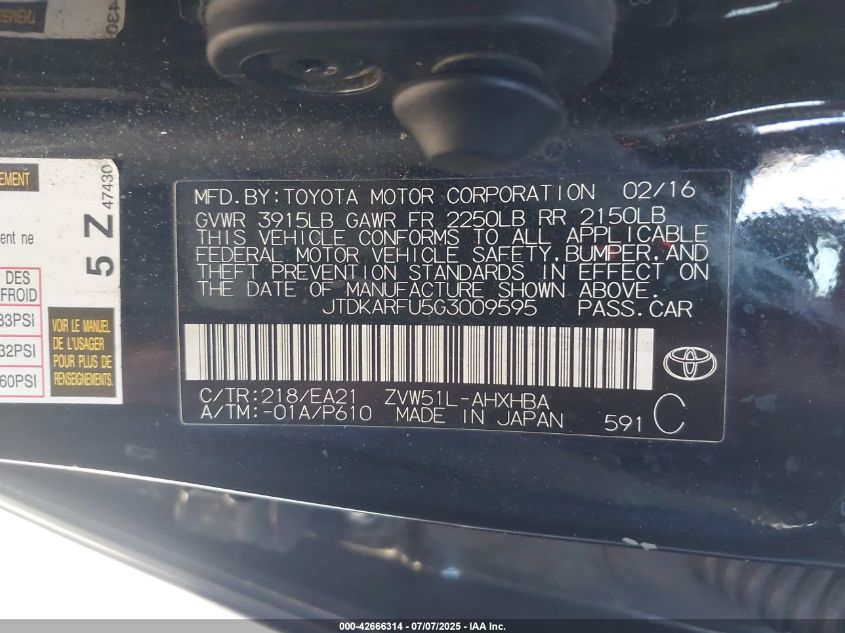 EMENT
5 Z 47430
ent ne
DES
FROID
33PSI
32PSI
60PSI
VOIR LE MANUEL
DE L'USAGER
POUR PLUS DE
RENSEIGNEMENTS.
MFD.BY:TOYOTA MOTOR CORPORATION 02/16
GVWR 3915LB GAWR FR 2250LB RR 2150LB
THIS VEHICLE CONFORMS TO ALL APPLICABLE
FEDERAL MOTOR VEHICLE SAFETY,BUMPER,AND
THEFT PREVENTION STANDARDS IN EFFECT ON
THE DATE OF MANUFACTURE SHOWN ABOVE.
JTDKARFU5G3009595 PASS.CAR
C/TR:218/EA21 ZVW51L-AHXHBA
A/TM:-01A/P610 MADE IN JAPAN 591 C
000-42666314 - 07/07/2025 - IAA Inc.